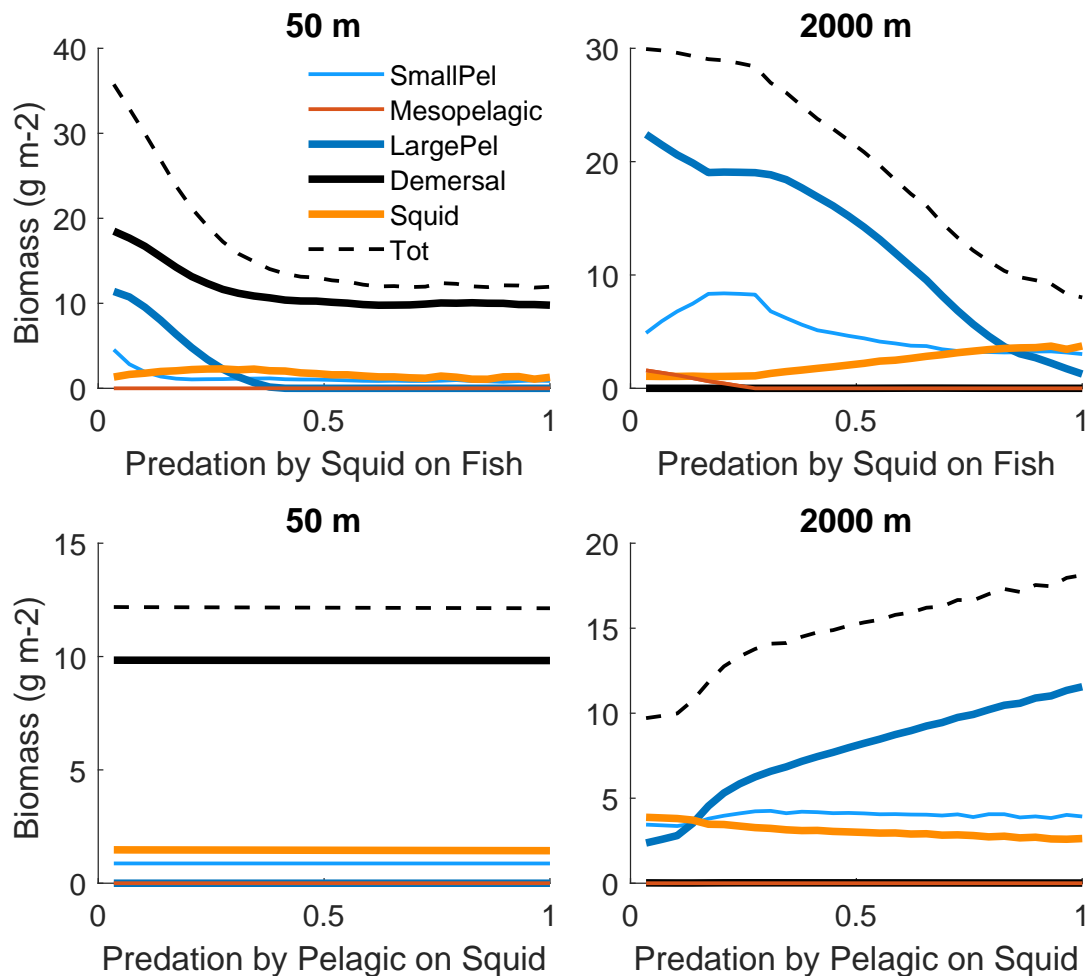 50 m
40
30
20
10
0
0
0.5
1
Biomass (g m-2)
Predation by Squid on Fish
SmallPel
Mesopelagic
LargePel
Demersal
Squid
Tot
2000 m
30
20
10
0
0
0.5
1
Predation by Squid on Fish
50 m
15
10
5
0
0
0.5
1
Biomass (g m-2)
Predation by Pelagic on Squid
2000 m
20
15
10
5
0
0
0.5
1
Predation by Pelagic on Squid